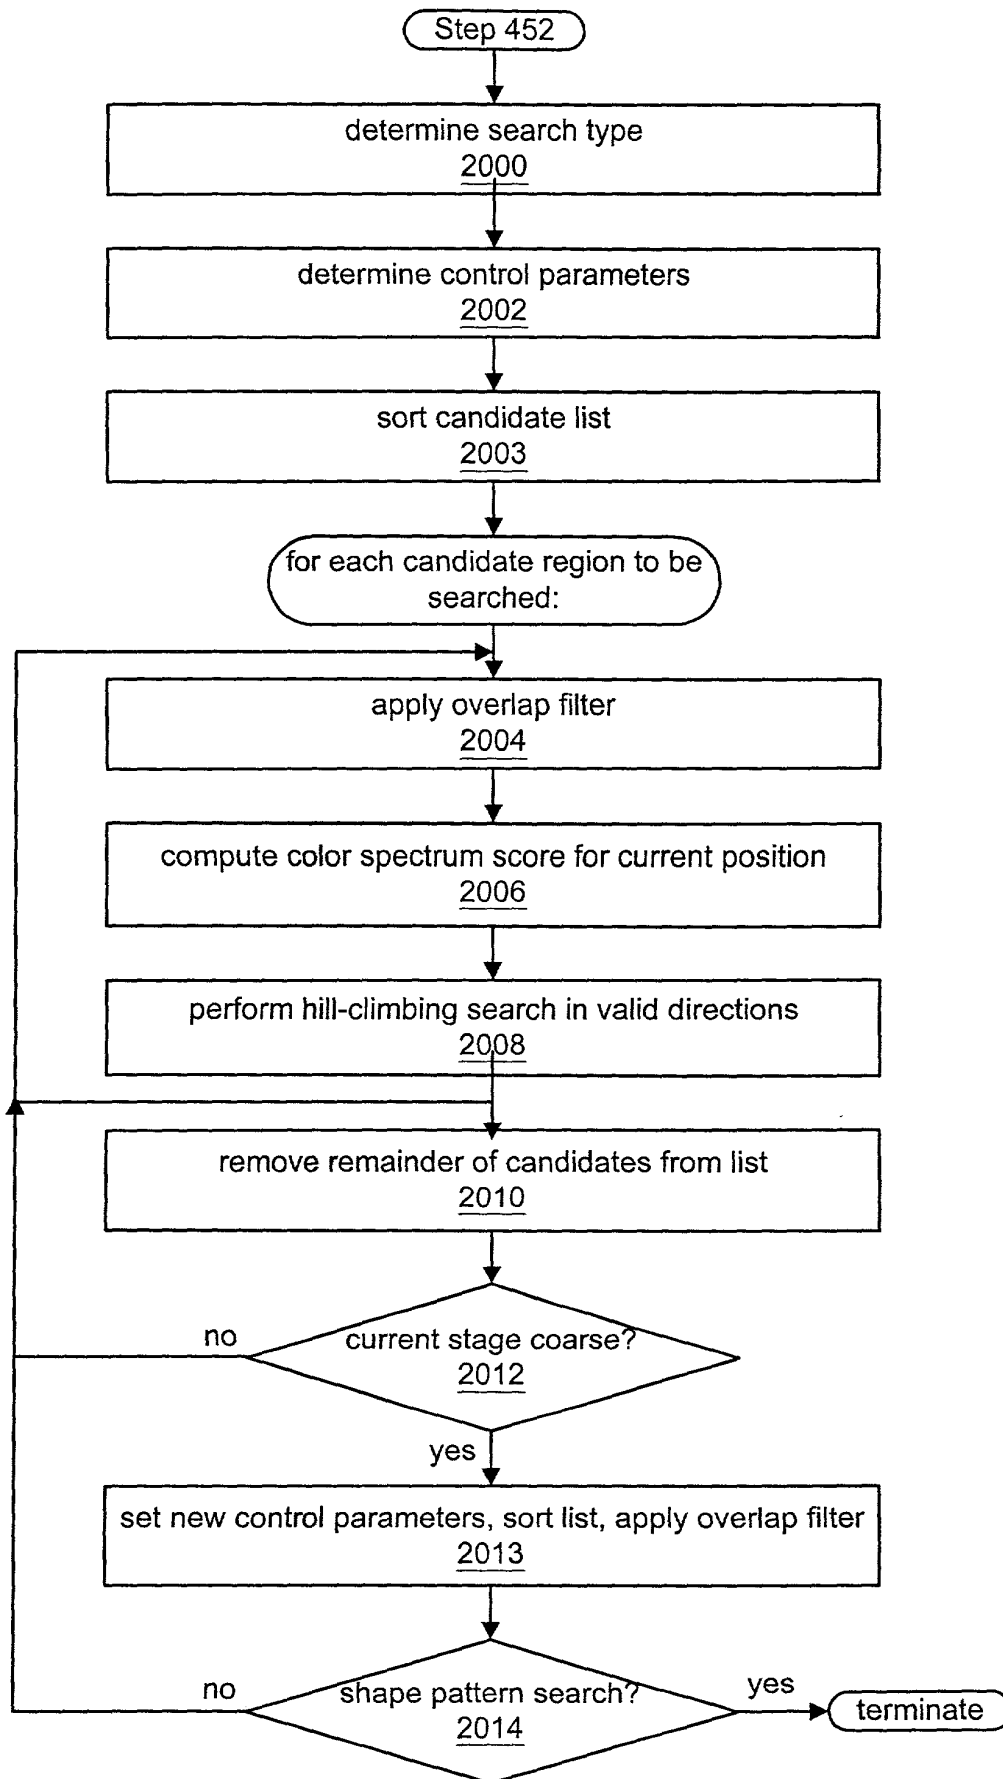 Step 452
determine search type
2000
determine control parameters
2002
sort candidate list
2003
for each candidate region to be
searched:
apply overlap filter
2004
compute color spectrum score for current position
2006
perform hill-climbing search in valid directions
2008
remove remainder of candidates from list
2010
no
current stage coarse?
2012
yes
set new control parameters, sort list, apply overlap filter
2013
no
shape pattern search?
2014
yes
terminate